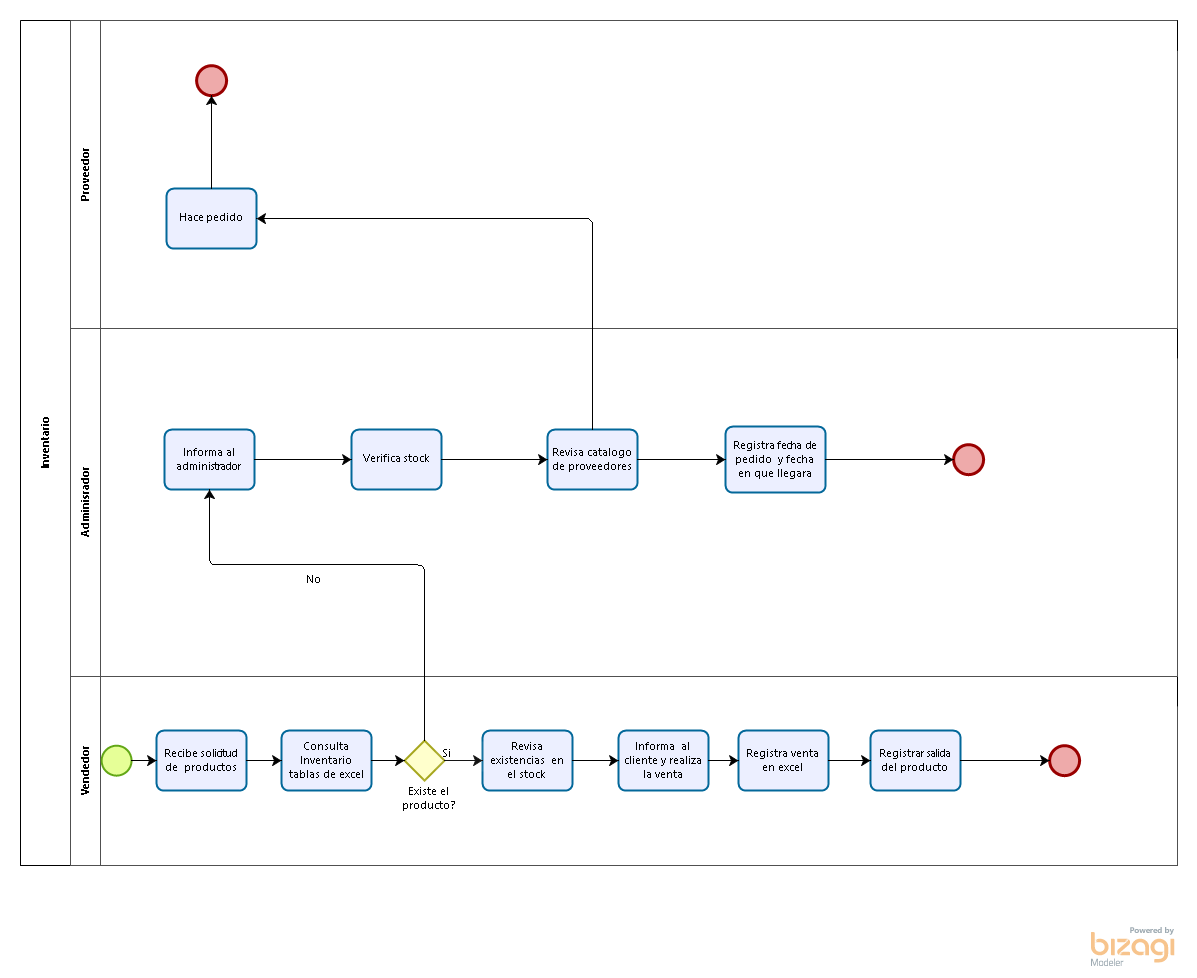 Inventario
Proveedor
Hace pedido
Adminisrador
Informa al
administrador
Verifica stock
Revisa catalogo
de proveedores
Registra fecha de
pedido y fecha
en que llegara
No
Vendedor
Recibe solicitud
de productos
Consulta
Inventario
tablas de excel
Existe el
producto?
Si
Revisa
existencias en
el stock
Informa al
cliente y realiza
la venta
Registra venta
en excel
Registrar salida
del producto
Powered by
bizagi
Modeler